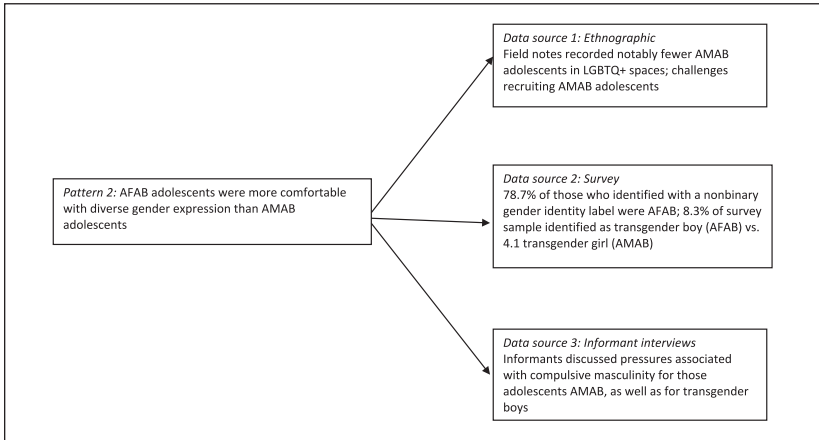 Data source 1: Ethnographic
Field notes recorded notably fewer AMAB
adolescents in LGBTQ+ spaces; challenges
recruiting AMAB adolescents
Pattern 2: AFAB adolescents were more comfortable
with diverse gender expression than AMAB
adolescents
Data source 2: Survey
78.7% of those who identified with a nonbinary
gender identity label were AFAB; 8.3% of survey
sample identified as transgender boy (AFAB) vs.
4.1 transgender girl (AMAB)
Data source 3: Informant interviews
Informants discussed pressures associated
with compulsive masculinity for those
adolescents AMAB, as well as for transgender
boys